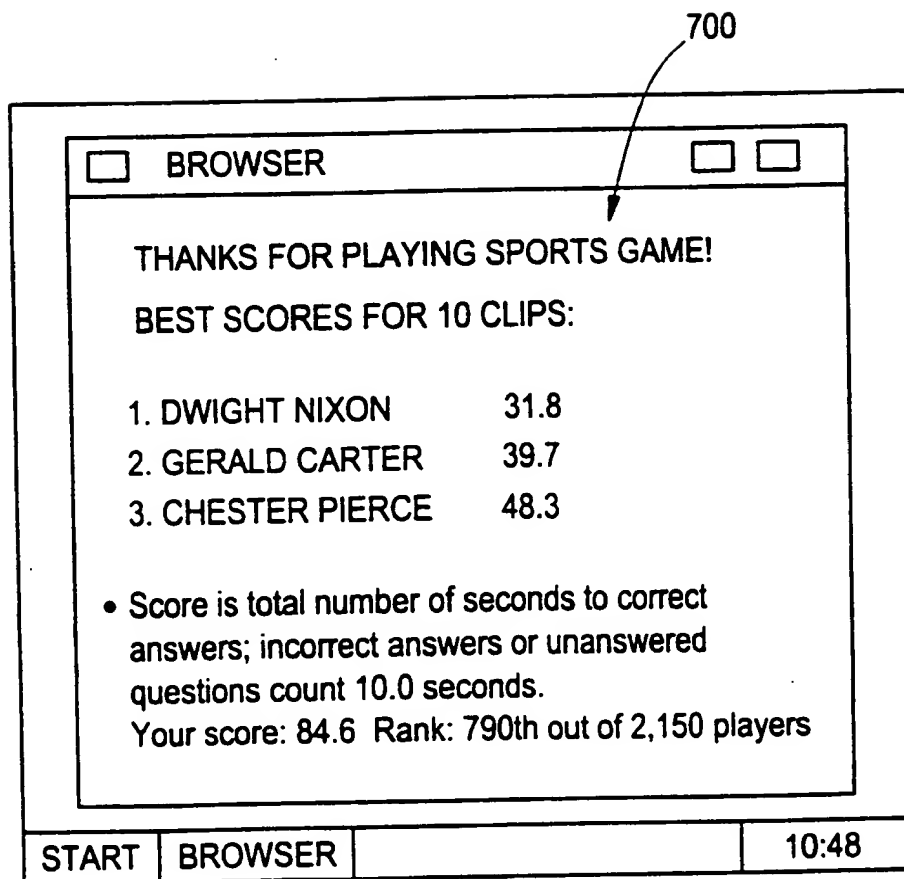 700
BROWSER
THANKS FOR PLAYING SPORTS GAME!
BEST SCORES FOR 10 CLIPS:
1. DWIGHT NIXON 31.8
2. GERALD CARTER 39.7
3. CHESTER PIERCE 48.3
• Score is total number of seconds to correct
answers; incorrect answers or unanswered
questions count 10.0 seconds.
Your score: 84.6 Rank: 790th out of 2,150 players
START BROWSER 10:48